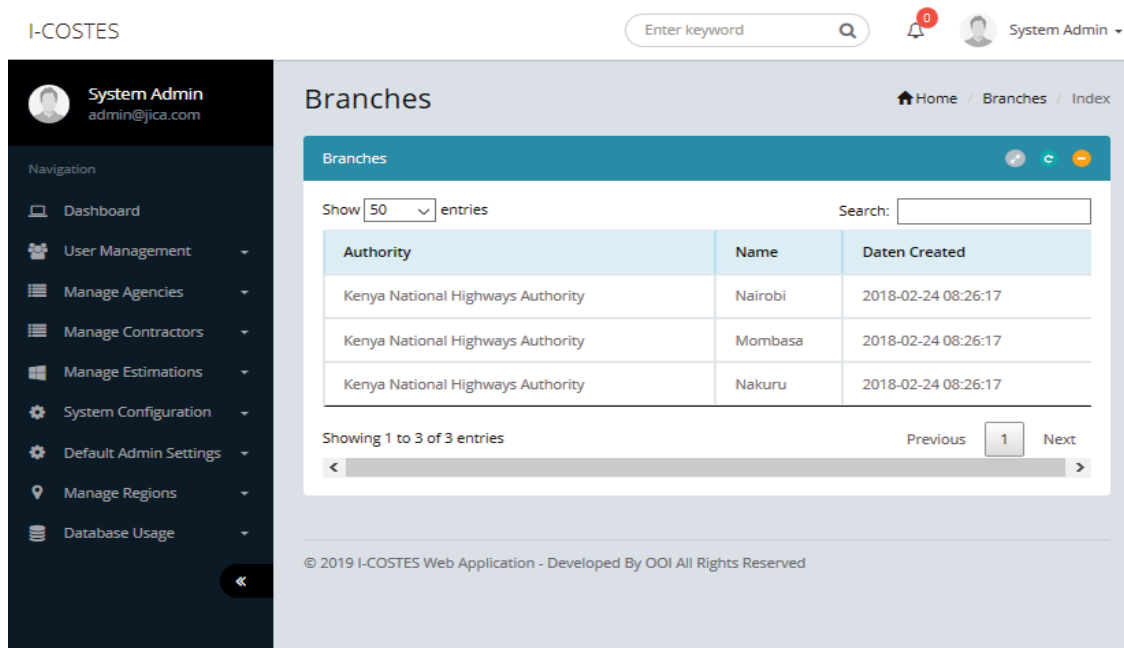 I-COSTES
Enter keyword
0
System Admin
System Admin
admin@jica.com
Navigation
Dashboard
User Management
Manage Agencies
Manage Contractors
Manage Estimations
System Configuration
Default Admin Settings
Manage Regions
Database Usage
Branches
Home / Branches / Index
Branches
Show 50 entries
Search:
Authority Name Daten Created
Kenya National Highways Authority Nairobi 2018-02-24 08:26:17
Kenya National Highways Authority Mombasa 2018-02-24 08:26:17
Kenya National Highways Authority Nakuru 2018-02-24 08:26:17
Showing 1 to 3 of 3 entries
Previous 1 Next
© 2019 I-COSTES Web Application - Developed By OOI All Rights Reserved